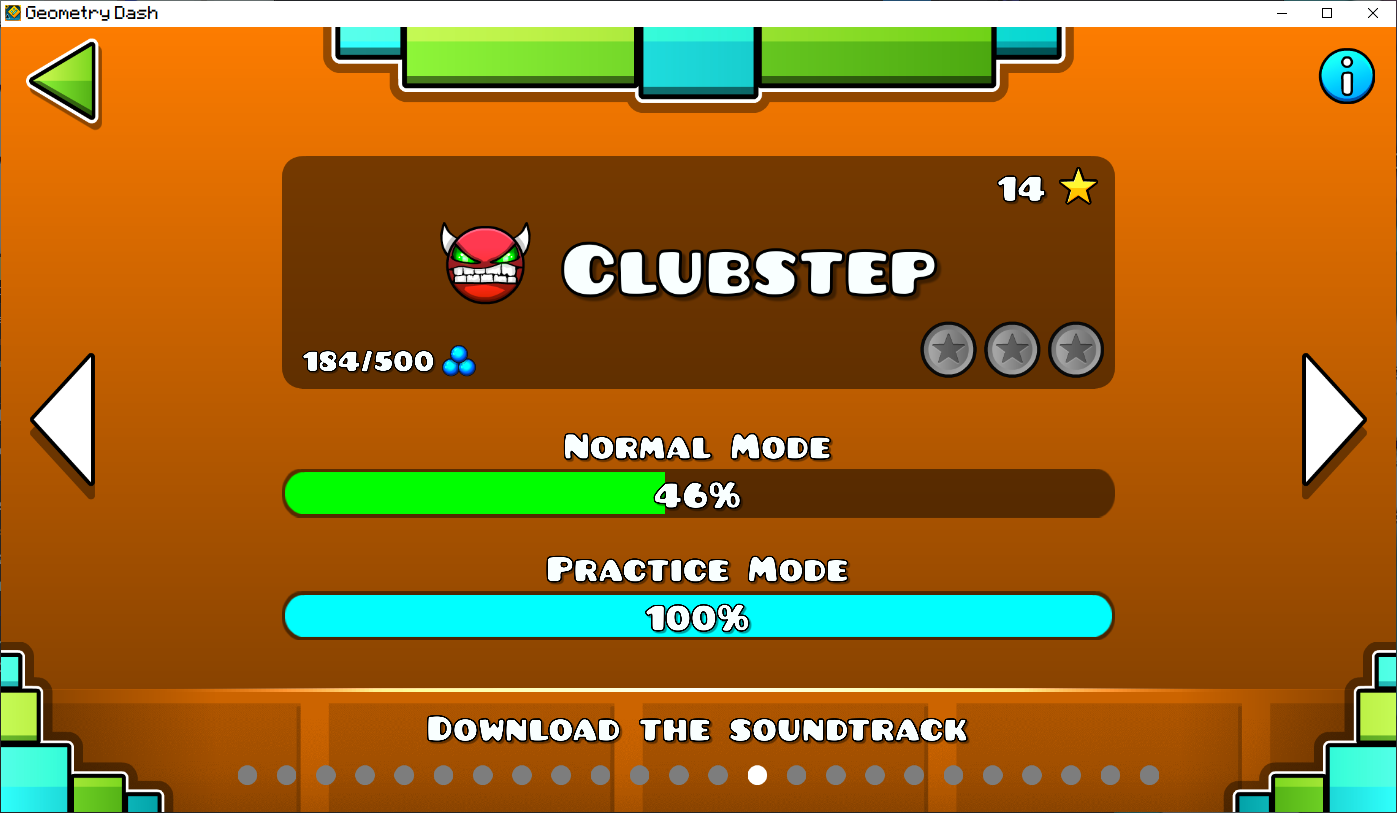 Geometry Dash
14
Clubstep
184/500
Normal Mode
46%
Practice Mode
100%
Download the soundtrack